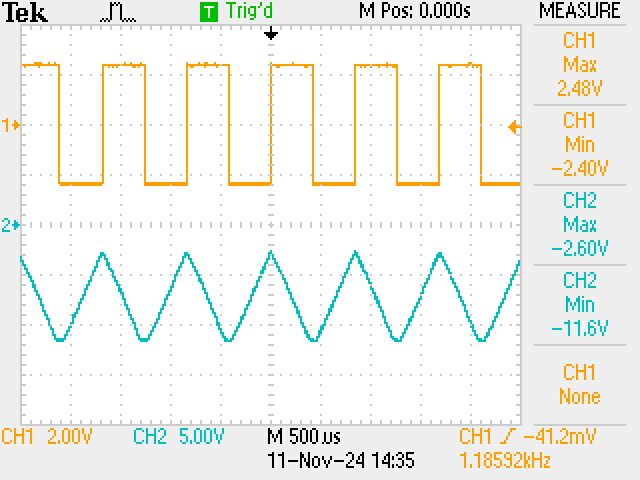 Tek T Trig'd M Pos: 0.000s MEASURE
CH1
Max
2.48V
1
CH1
Min
−2.40V
2
CH2
Max
−2.60V
CH2
Min
−11.6V
CH1
None
CH1 2.00V CH2 5.00V M 500µs CH1 −41.2mV
11-Nov-24 14:35 1.18592kHz